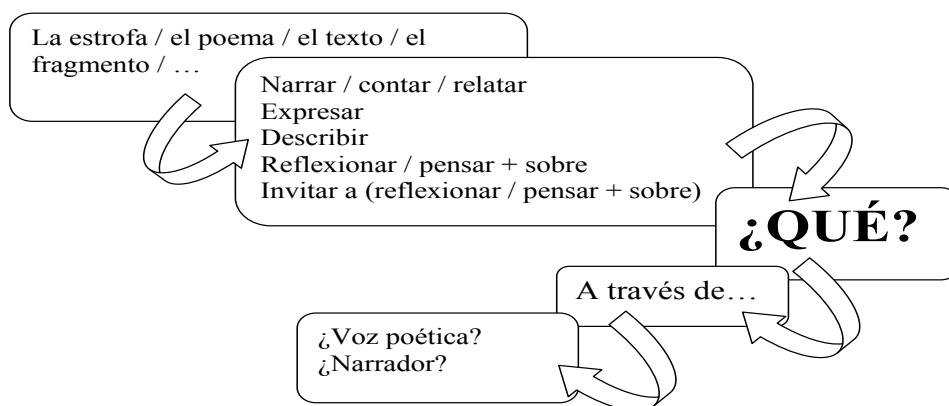 La estrofa / el poema / el texto / el
fragmento / …
Narrar / contar / relatar
Expresar
Describir
Reflexionar / pensar + sobre
Invitar a (reflexionar / pensar + sobre)
¿QUÉ?
A través de…
¿Voz poética?
¿Narrador?